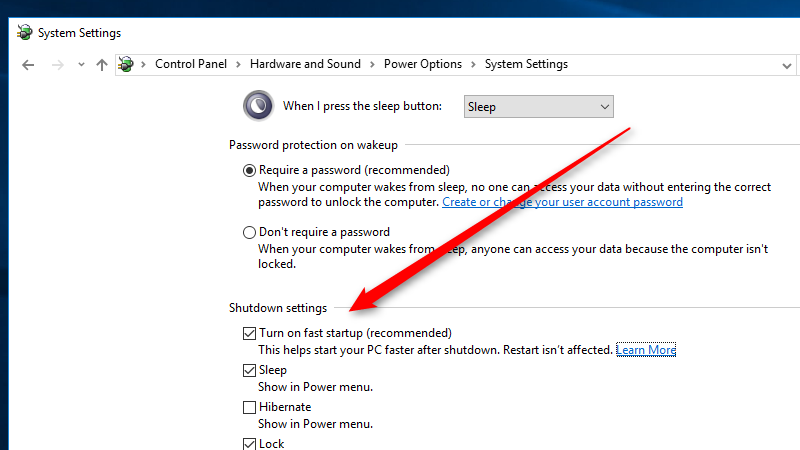 System Settings
Control Panel > Hardware and Sound > Power Options > System Settings
When I press the sleep button: Sleep
Password protection on wakeup
Require a password (recommended)
When your computer wakes from sleep, no one can access your data without entering the correct
password to unlock the computer. Create or change your user account password
Don't require a password
When your computer wakes from sleep, anyone can access your data because the computer isn't
locked.
Shutdown settings
Turn on fast startup (recommended)
This helps start your PC faster after shutdown. Restart isn't affected. Learn More
Sleep
Show in Power menu.
Hibernate
Show in Power menu.
Lock